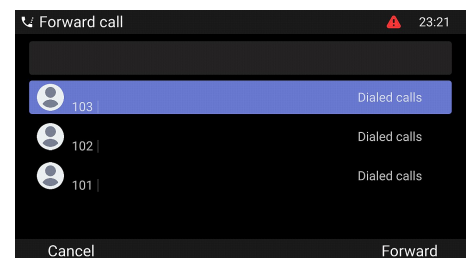 Forward call 23:21
103 | Dialed calls
102 | Dialed calls
101 | Dialed calls
Cancel Forward